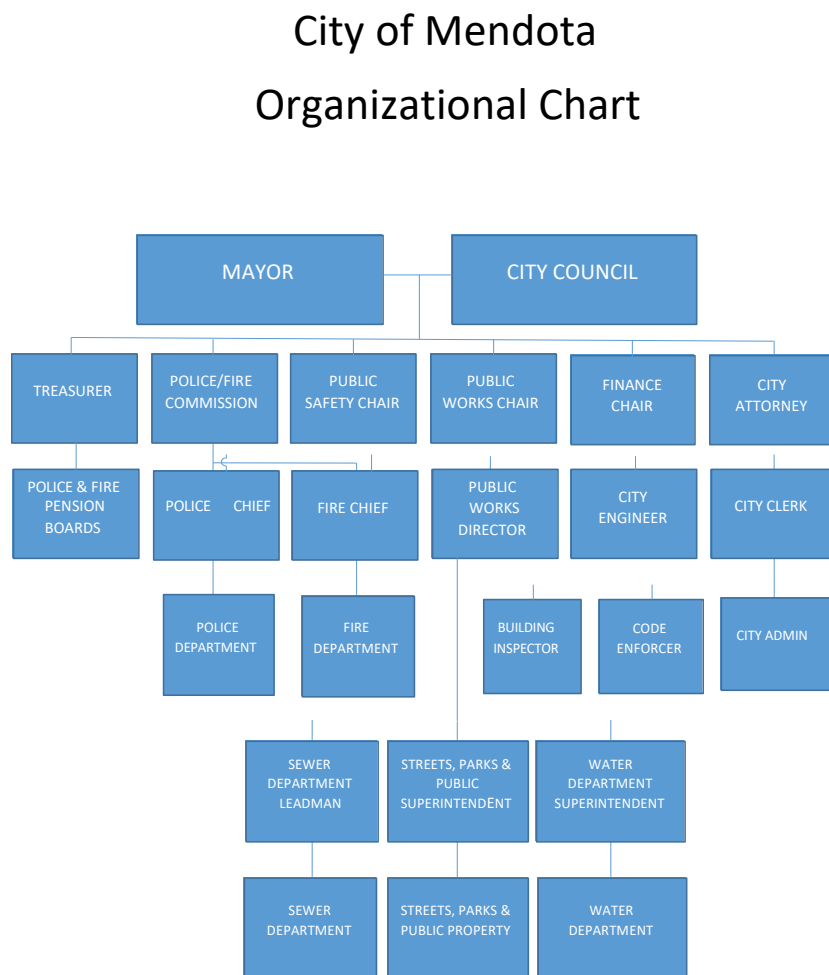 City of Mendota
Organizational Chart
MAYOR
CITY COUNCIL
TREASURER
POLICE/FIRE
COMMISSION
PUBLIC
SAFETY CHAIR
PUBLIC
WORKS CHAIR
FINANCE
CHAIR
CITY
ATTORNEY
POLICE & FIRE
PENSION
BOARDS
POLICE CHIEF
FIRE CHIEF
PUBLIC
WORKS
DIRECTOR
CITY
ENGINEER
CITY CLERK
POLICE
DEPARTMENT
FIRE
DEPARTMENT
BUILDING
INSPECTOR
CODE
ENFORCER
CITY ADMIN
SEWER
DEPARTMENT
LEADMAN
STREETS, PARKS &
PUBLIC
SUPERINTENDENT
WATER
DEPARTMENT
SUPERINTENDENT
SEWER
DEPARTMENT
STREETS, PARKS &
PUBLIC PROPERTY
WATER
DEPARTMENT